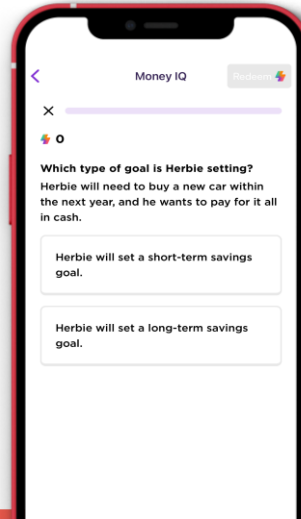 Money IQ
Redeem
0
Which type of goal is Herbie setting?
Herbie will need to buy a new car within
the next year, and he wants to pay for it all
in cash.
Herbie will set a short-term savings
goal.
Herbie will set a long-term savings
goal.